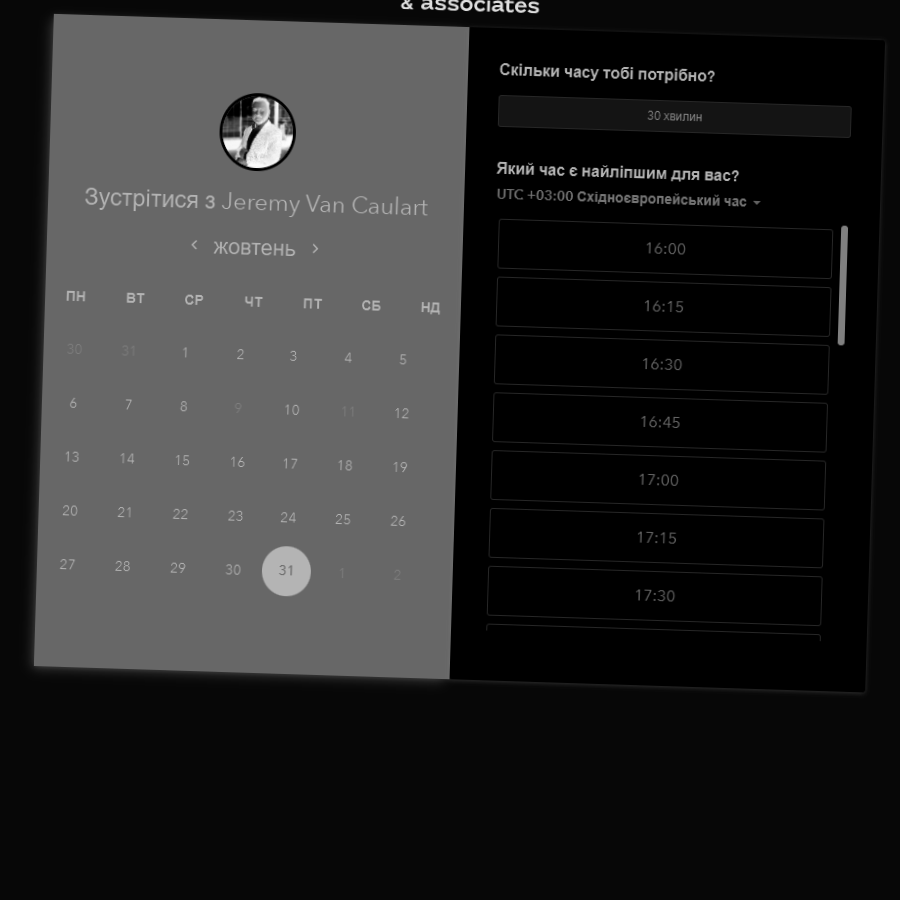 & associates
Зустрітися з Jeremy Van Caulart
жовтень
ПН ВТ СР ЧТ ПТ СБ НД
30 31 1 2 3 4 5
6 7 8 9 10 11 12
13 14 15 16 17 18 19
20 21 22 23 24 25 26
27 28 29 30 31 1 2
Скільки часу тобі потрібно?
30 хвилин
Який час є найліпшим для вас?
UTC +03:00 Східноєвропейський час
16:00
16:15
16:30
16:45
17:00
17:15
17:30